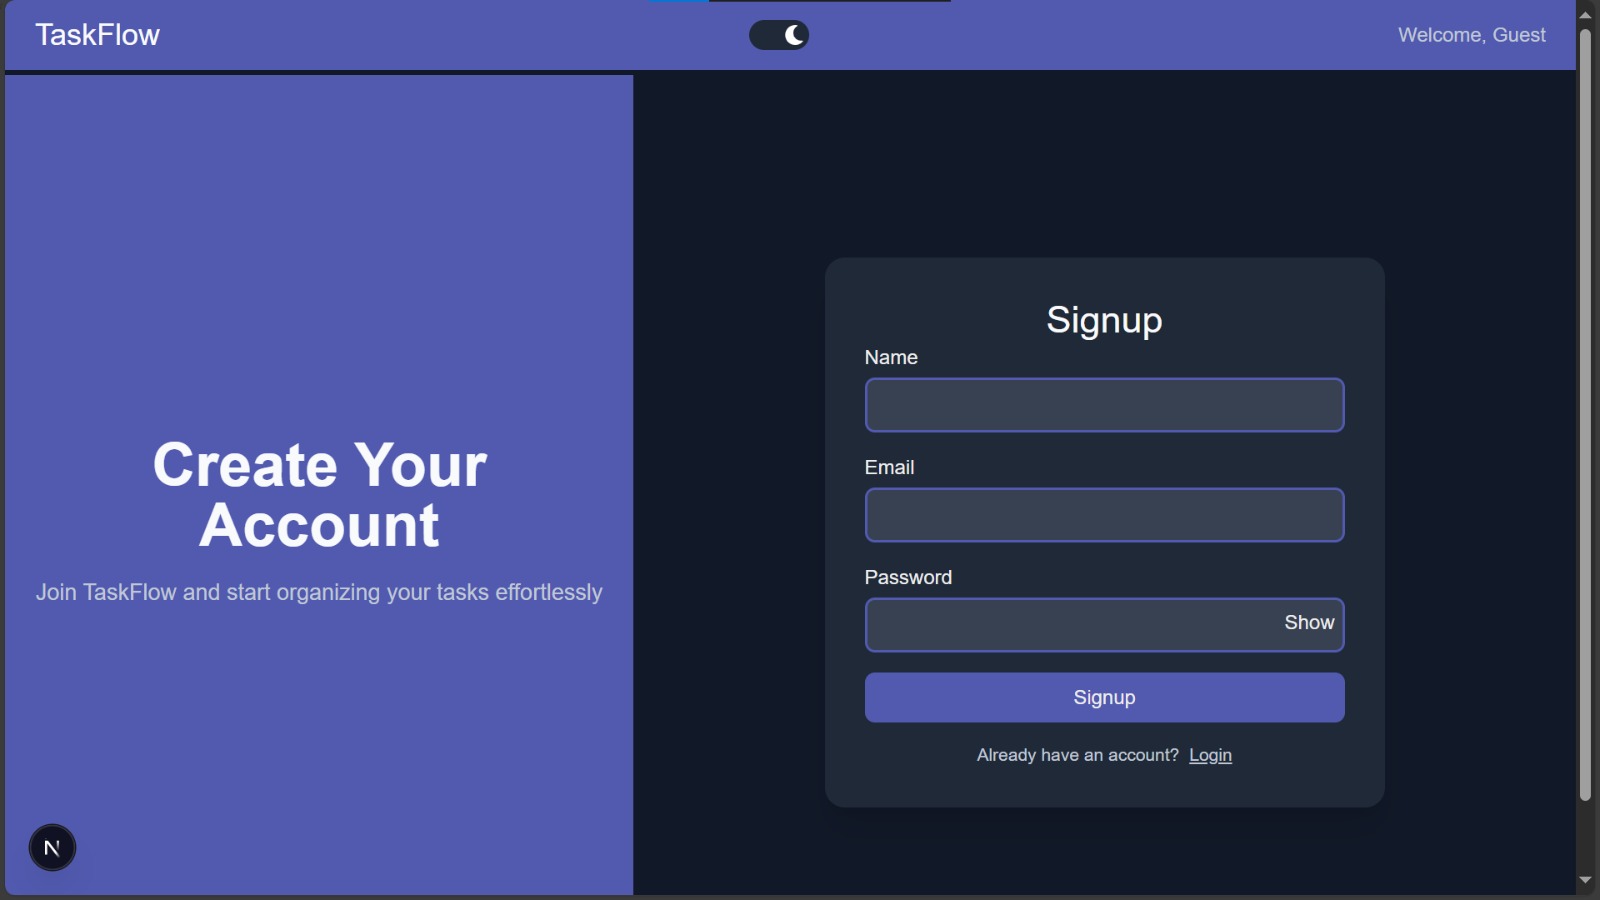 TaskFlow
Welcome, Guest
Create Your
Account
Join TaskFlow and start organizing your tasks effortlessly
Signup
Name
Email
Password
Show
Signup
Already have an account? Login
N